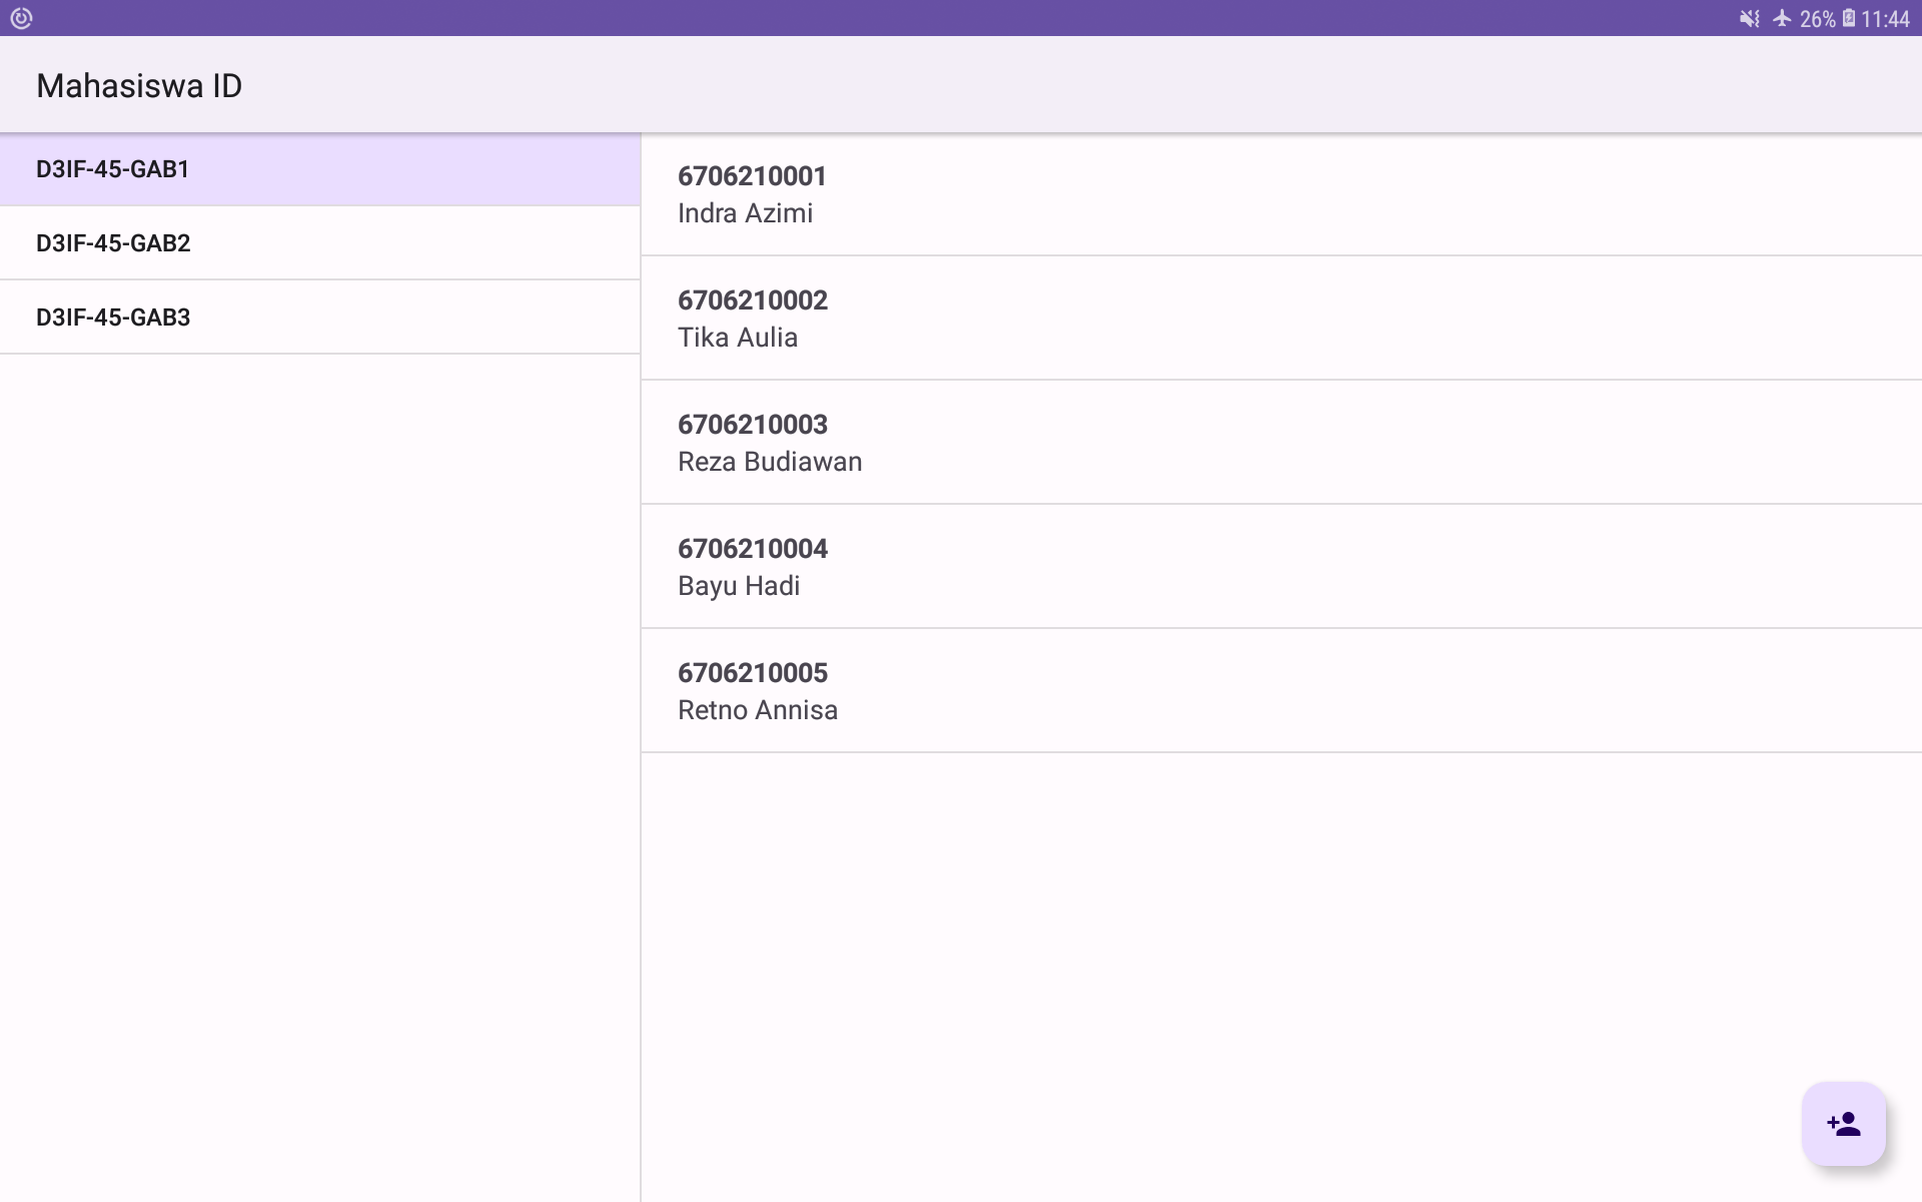 26% 11:44
Mahasiswa ID
D3IF-45-GAB1
D3IF-45-GAB2
D3IF-45-GAB3
6706210001
Indra Azimi
6706210002
Tika Aulia
6706210003
Reza Budiawan
6706210004
Bayu Hadi
6706210005
Retno Annisa